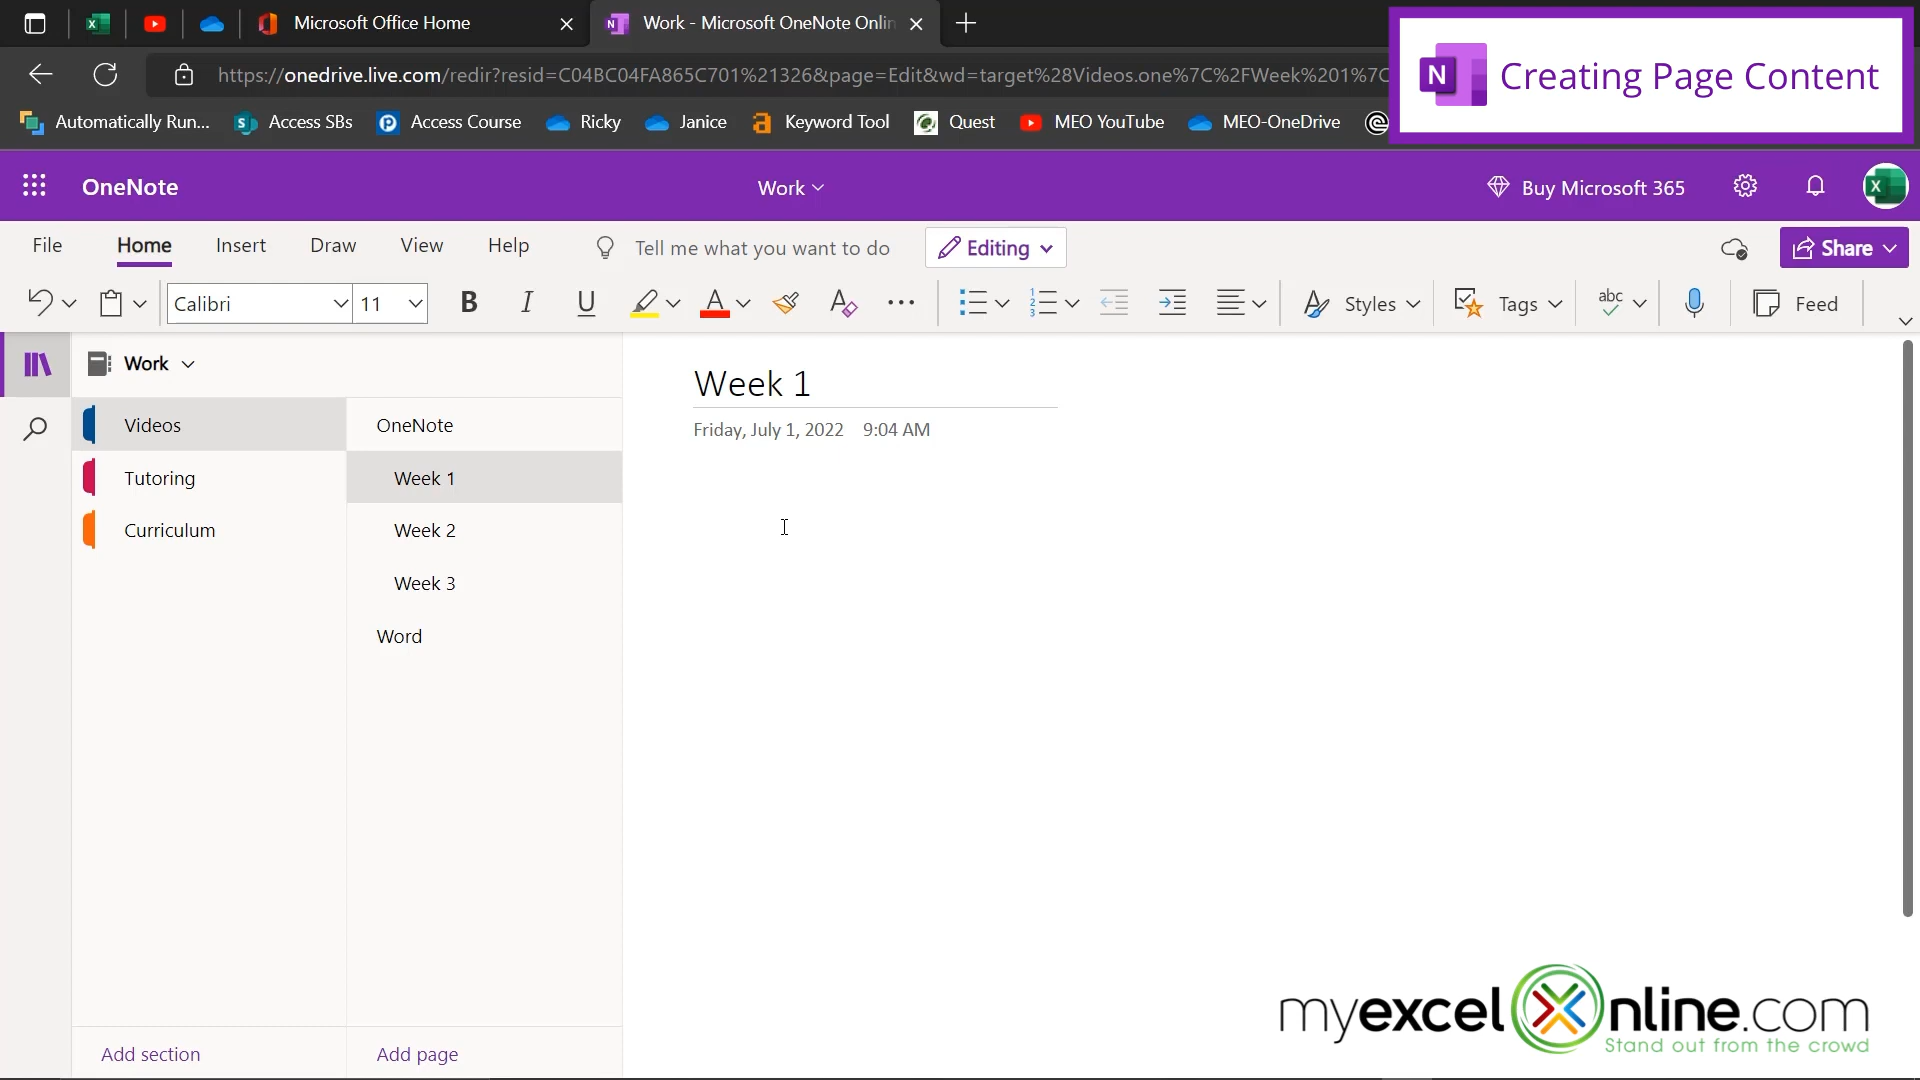 Microsoft Office Home
Work - Microsoft OneNote Onlin
N Creating Page Content
https://onedrive.live.com/redir?resid=C04BC04FA865C701%21326&page=Edit&wd=target%28Videos.one%7C%2FWeek%201%7C
Automatically Run... Access SBs Access Course Ricky Janice Keyword Tool Quest MEO YouTube MEO-OneDrive
OneNote Work Buy Microsoft 365
File Home Insert Draw View Help Tell me what you want to do Editing Share
Calibri 11 B I U A A Styles Tags abc Feed
Work
Videos
Tutoring
Curriculum
OneNote
Week 1
Week 2
Week 3
Word
Week 1
Friday, July 1, 2022 9:04 AM
myexcelOnline.com
Stand out from the crowd
Add section Add page